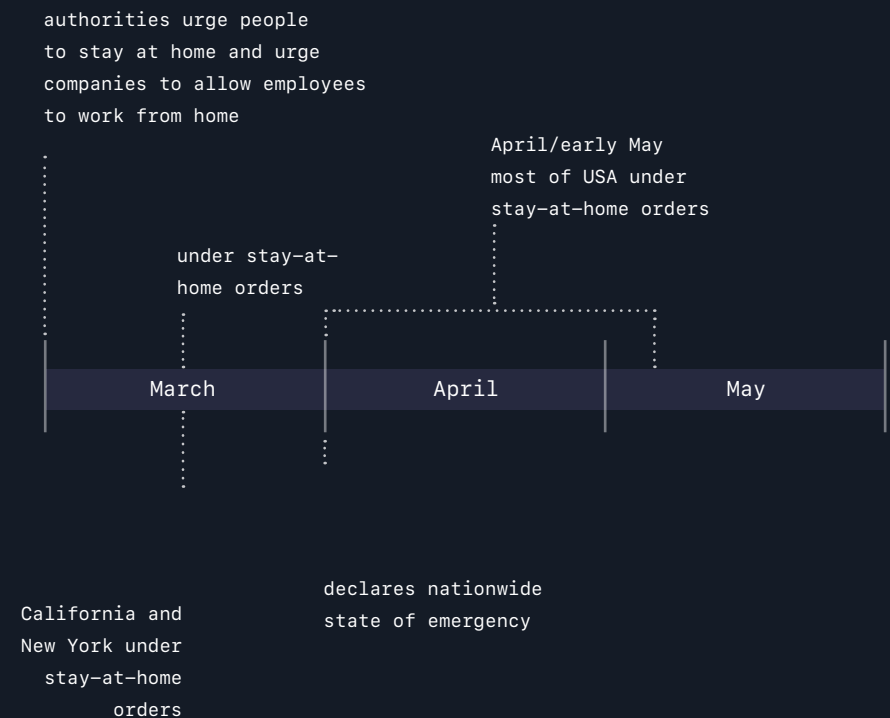 authorities urge people
to stay at home and urge
companies to allow employees
to work from home
April/early May
most of USA under
stay-at-home orders
under stay-at-
home orders
March
April
May
declares nationwide
state of emergency
California and
New York under
stay-at-home
orders